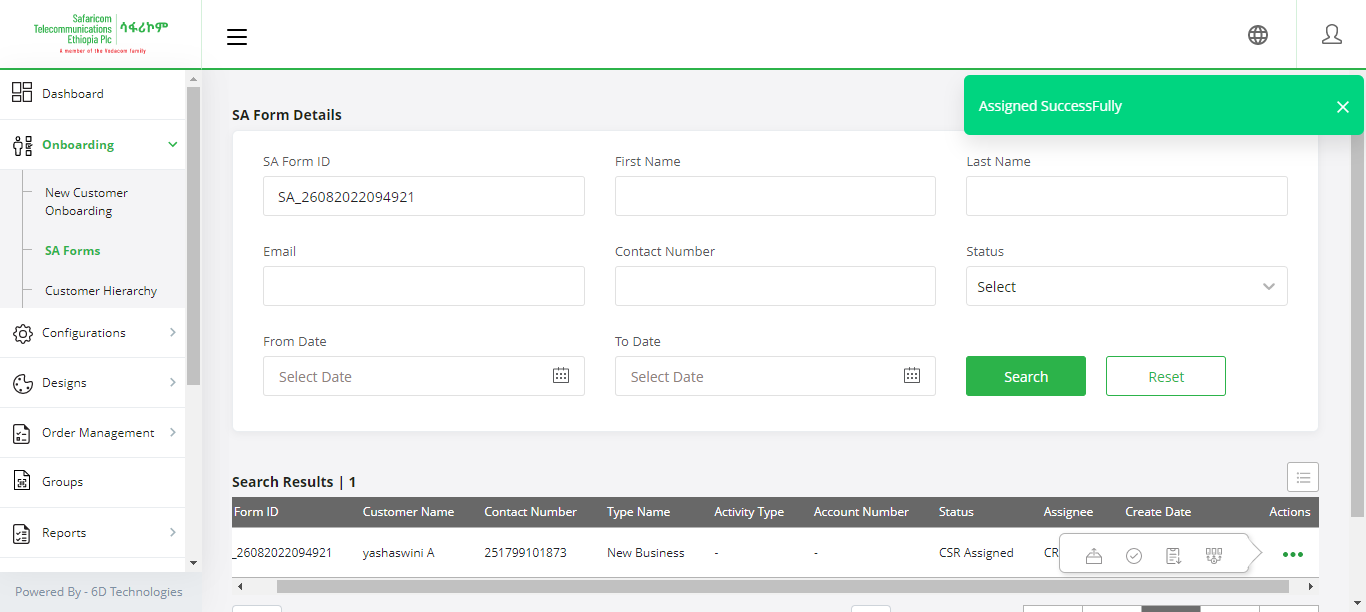 Safaricom
Telecommunications
Ethiopia Plc
ሳፋሪኮም
A member of the Vodacom family
Assigned SuccessFully
Dashboard
Onboarding
New Customer
Onboarding
SA Forms
Customer Hierarchy
Configurations
Designs
Order Management
Groups
Reports
Powered By - 6D Technologies
SA Form Details
SA Form ID First Name Last Name
SA_26082022094921
Email Contact Number Status
Select
From Date To Date
Select Date Select Date Search Reset
Search Results | 1
Form ID Customer Name Contact Number Type Name Activity Type Account Number Status Assignee Create Date Actions
_26082022094921 yashaswini A 251799101873 New Business - - CSR Assigned CR